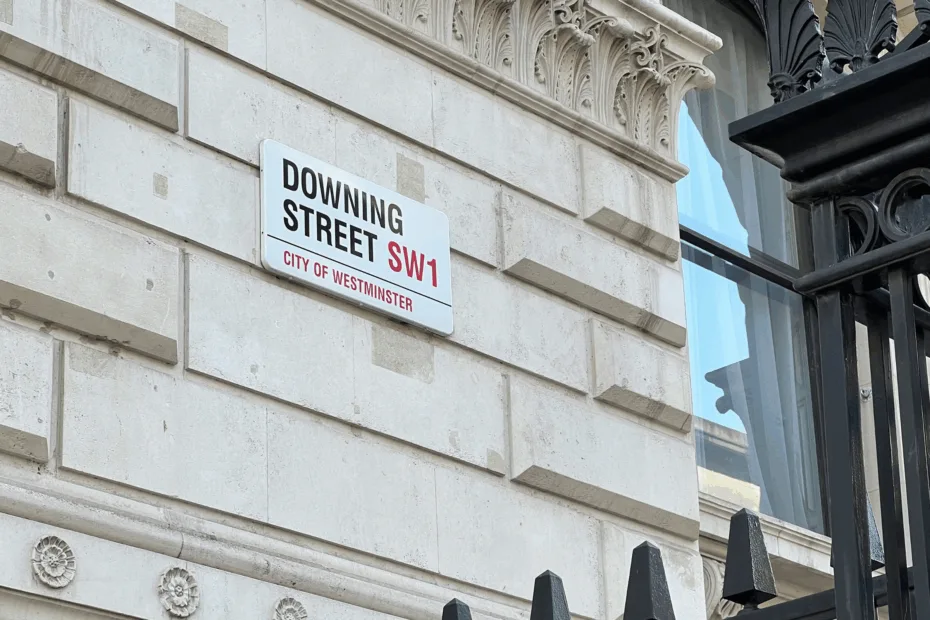 DOWNING
STREET SW1
CITY OF WESTMINSTER